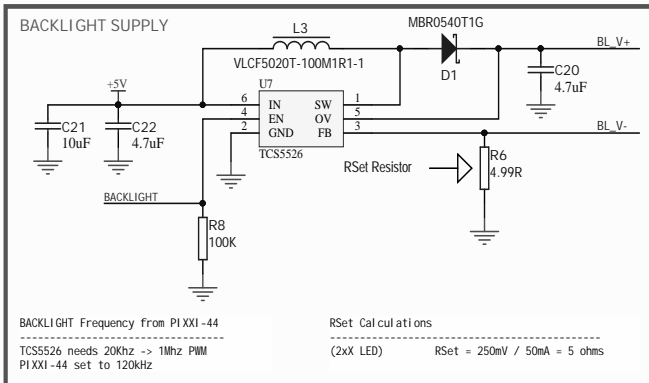 BACKLIGHT SUPPLY
L3
VLCF5020T-100M1R1-1
MBR0540T1G
D1
BL_V+
C20
4.7uF
+5V
C21
10uF
C22
4.7uF
U7
6 IN SW 1
4 EN OV 5
2 GND FB 3
TCS5526
BL_V-
RSet Resistor
R6
4.99R
BACKLIGHT
R8
100K
BACKLIGHT Frequency from PIXXI-44
--------------------------------
TCS5526 needs 20Khz -> 1Mhz PWM
PIXXI-44 set to 120kHz
RSet Calculations
------------------------------------------
(2xX LED) RSet = 250mV / 50mA = 5 ohms